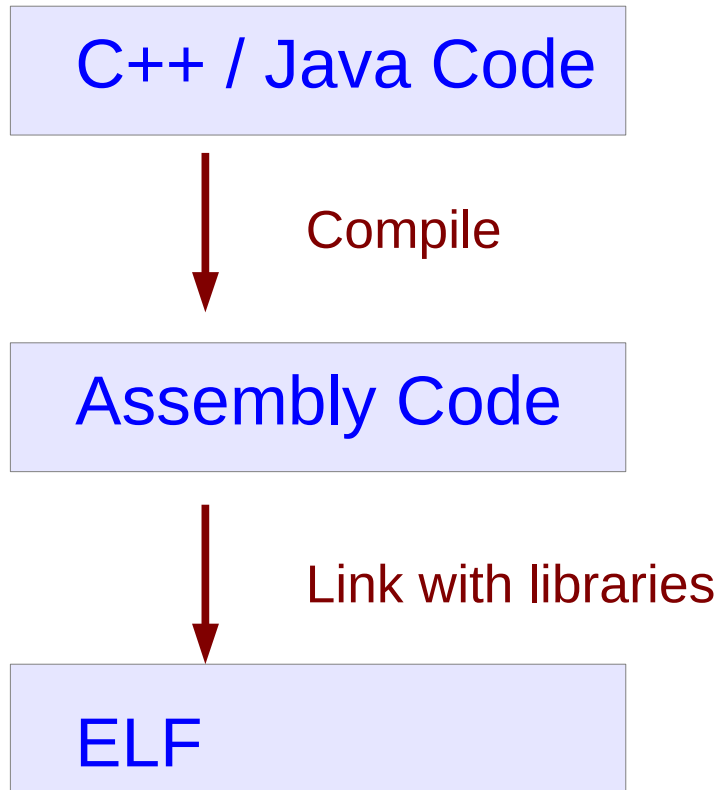 C++ / Java Code
Compile
Assembly Code
Link with libraries
ELF